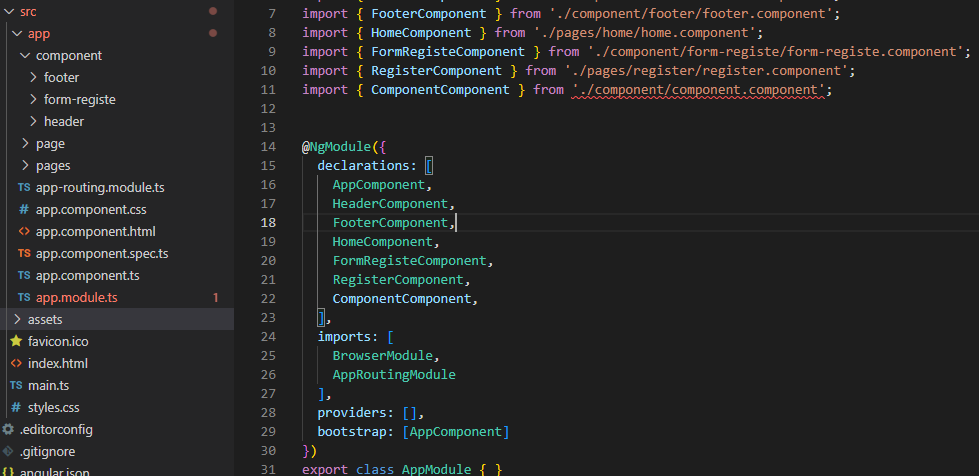 src
app
component
footer
form-registe
header
page
pages
TS app-routing.module.ts
# app.component.css
<> app.component.html
TS app.component.spec.ts
TS app.component.ts
TS app.module.ts 1
assets
favicon.ico
<> index.html
TS main.ts
# styles.css
.editorconfig
.gitignore
{} angular.json
7 import { FooterComponent } from './component/footer/footer.component';
8 import { HomeComponent } from './pages/home/home.component';
9 import { FormRegisteComponent } from './component/form-registe/form-registe.component';
10 import { RegisterComponent } from './pages/register/register.component';
11 import { ComponentComponent } from './component/component.component';
12
13
14 @NgModule({
15 declarations: [
16 AppComponent,
17 HeaderComponent,
18 FooterComponent,
19 HomeComponent,
20 FormRegisteComponent,
21 RegisterComponent,
22 ComponentComponent,
23 ],
24 imports: [
25 BrowserModule,
26 AppRoutingModule
27 ],
28 providers: [],
29 bootstrap: [AppComponent]
30 })
31 export class AppModule { }